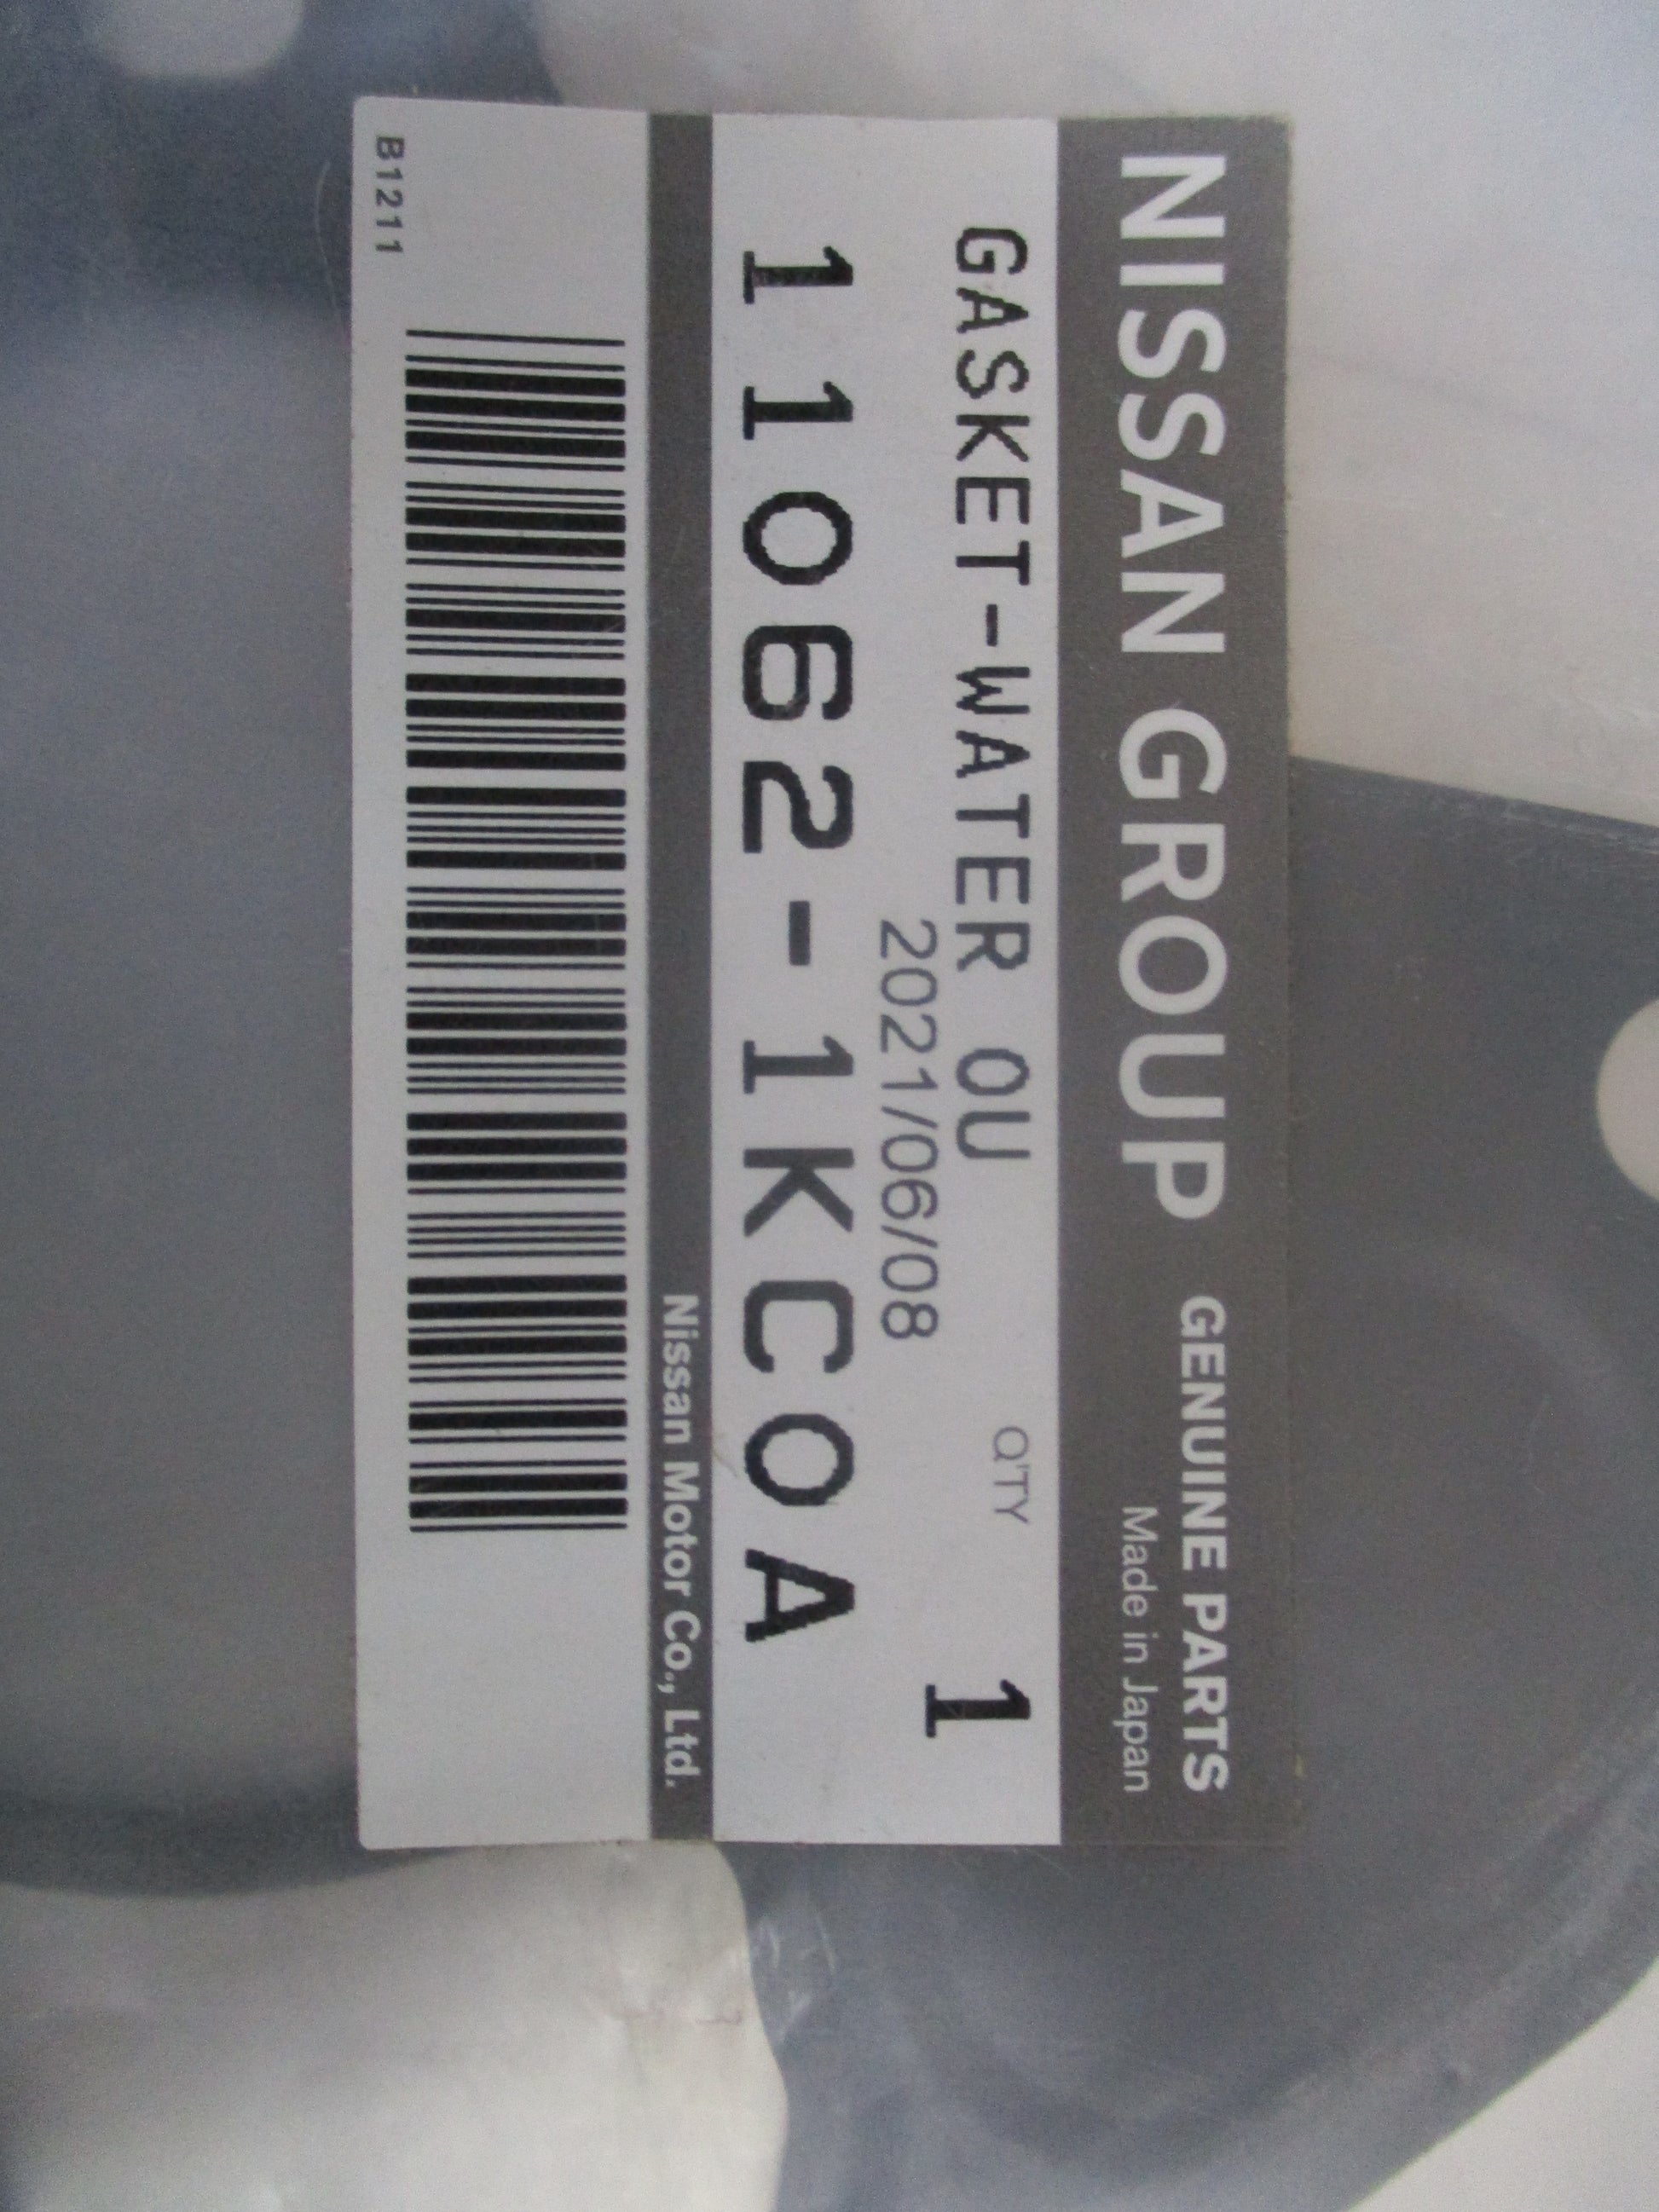 NISSAN GROUP
GENUINE PARTS
Made in Japan
GASKET-WATER OU
Q'TY
1
2021/06/08
11062-1KC0A
Nissan Motor Co., Ltd.
B1211